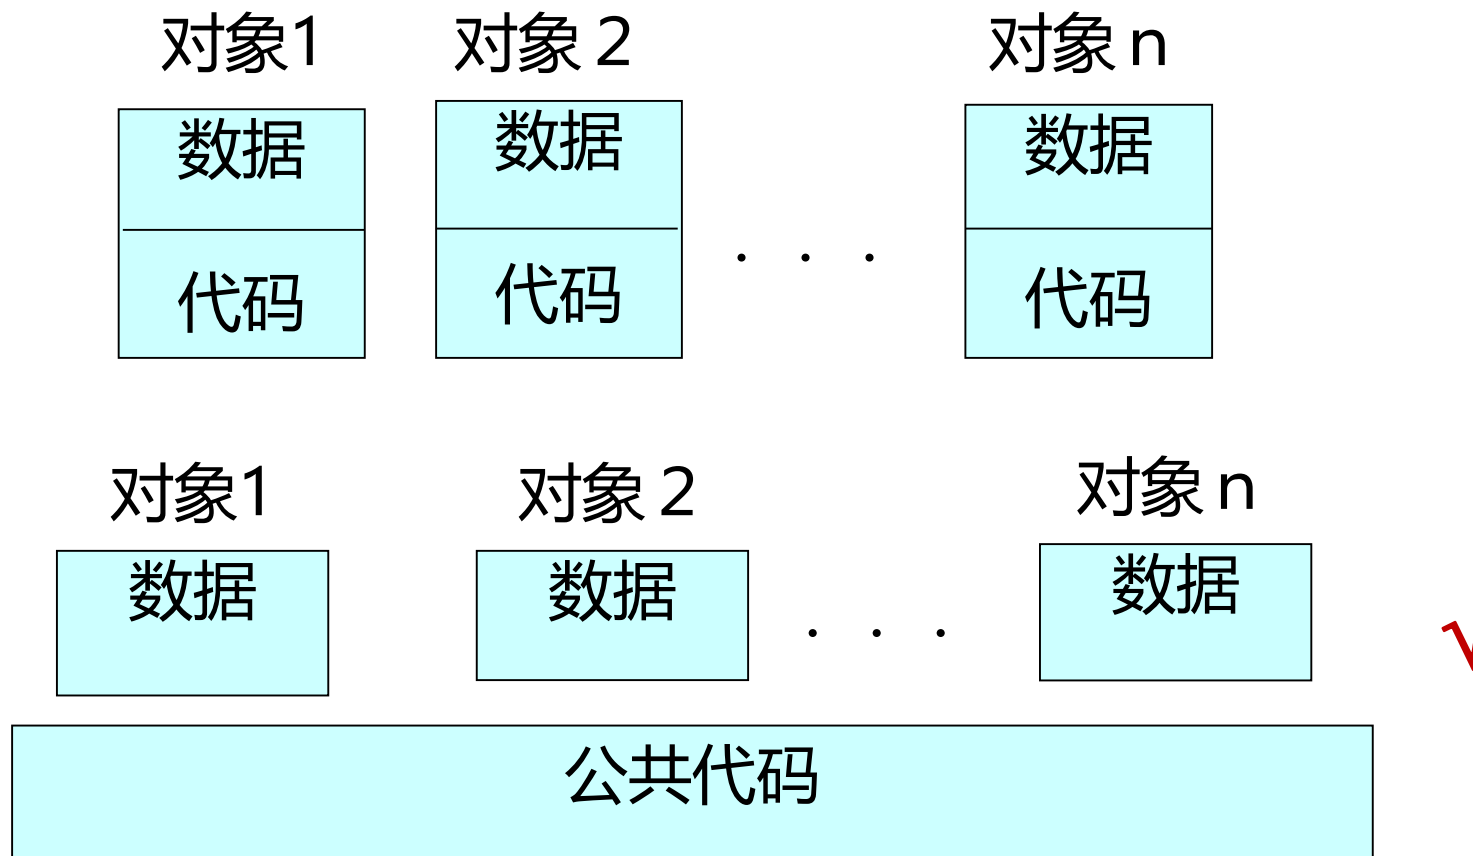 对象1 对象２ 对象ｎ
数据 数据 数据
. . .
代码 代码 代码
对象1 对象２ 对象ｎ
数据 数据 数据
. . .
公共代码
√